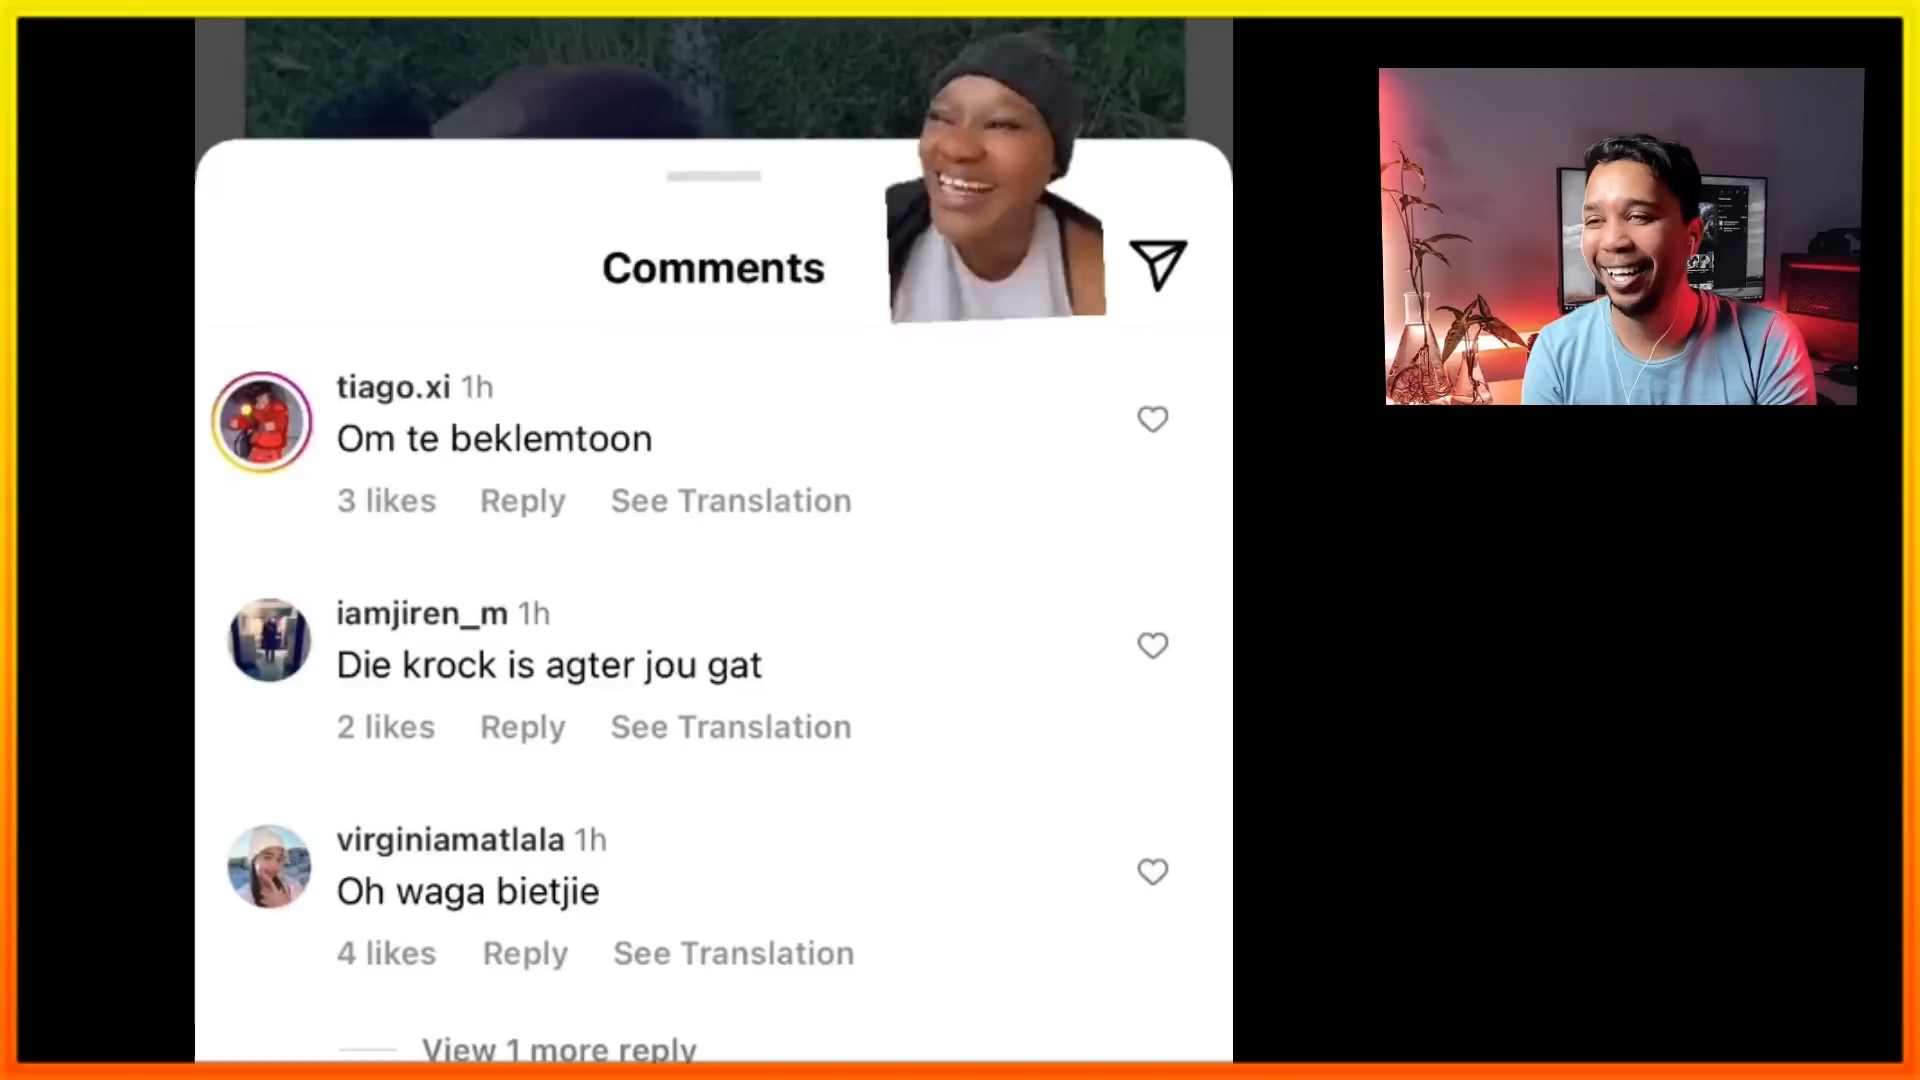 Comments
tiago.xi 1h
Om te beklemtoon
3 likes Reply See Translation
iamjiren_m 1h
Die krock is agter jou gat
2 likes Reply See Translation
virginiamatlala 1h
Oh waga bietjie
4 likes Reply See Translation
View 1 more reply